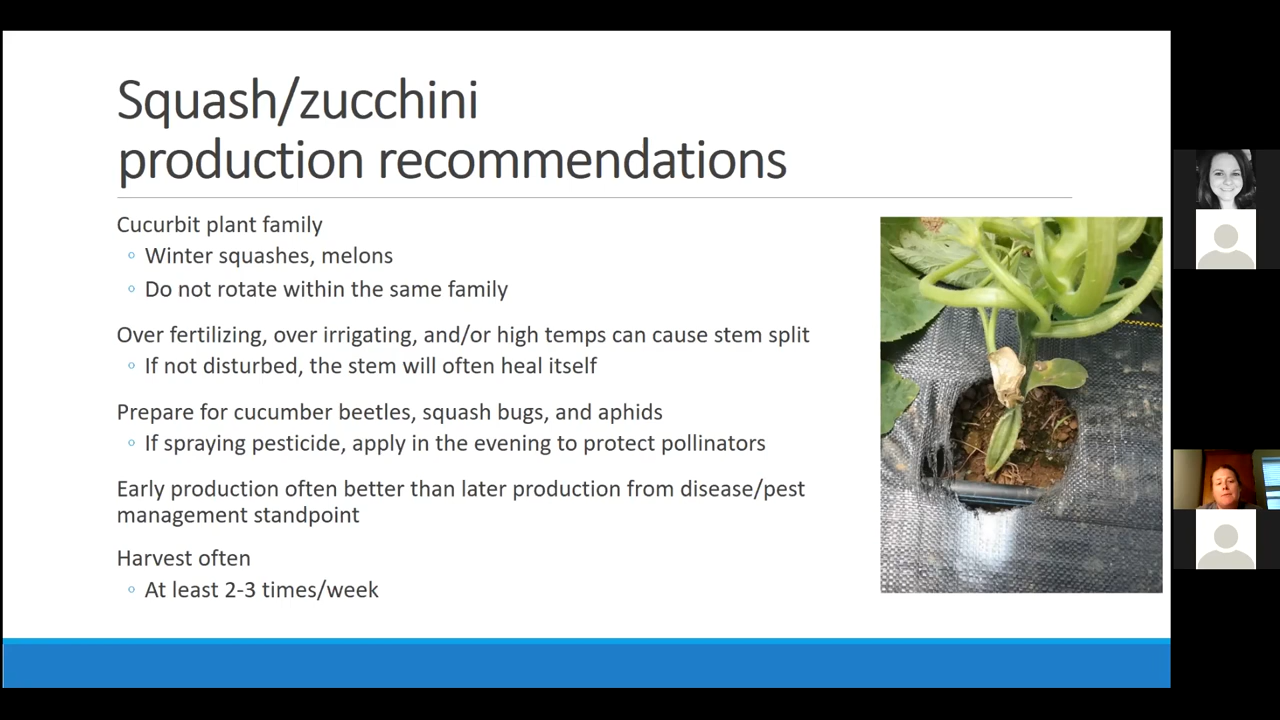 Squash/zucchini
production recommendations
Cucurbit plant family
◦ Winter squashes, melons
◦ Do not rotate within the same family
Over fertilizing, over irrigating, and/or high temps can cause stem split
◦ If not disturbed, the stem will often heal itself
Prepare for cucumber beetles, squash bugs, and aphids
◦ If spraying pesticide, apply in the evening to protect pollinators
Early production often better than later production from disease/pest
management standpoint
Harvest often
◦ At least 2-3 times/week